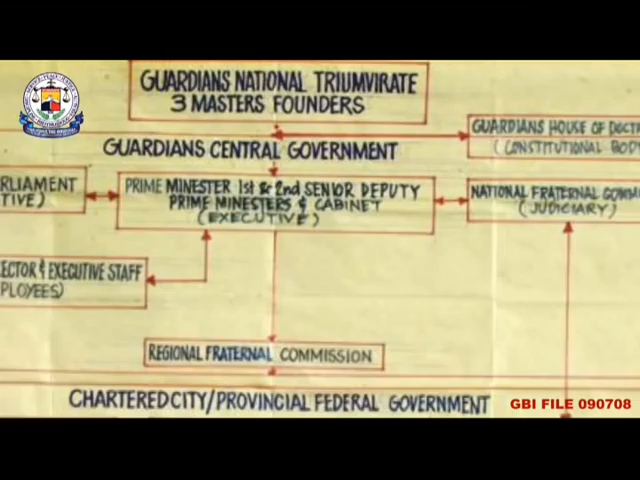 GUARDIANS NATIONAL TRIUMVIRATE
3 MASTERS FOUNDERS
GUARDIANS HOUSE OF
(CONSTITUTIONAL
GUARDIANS CENTRAL GOVERNMENT
PRIME MINESTER 1st & 2nd SENIOR DEPUTY
PRIME MINESTERS & CABINET
(EXECUTIVE)
NATIONAL FRATERNAL
(JUDICIARY)
& EXECUTIVE STAFF
REGIONAL FRATERNAL COMMISSION
CHARTERED CITY/PROVINCIAL FEDERAL GOVERNMENT
GBI FILE 090708